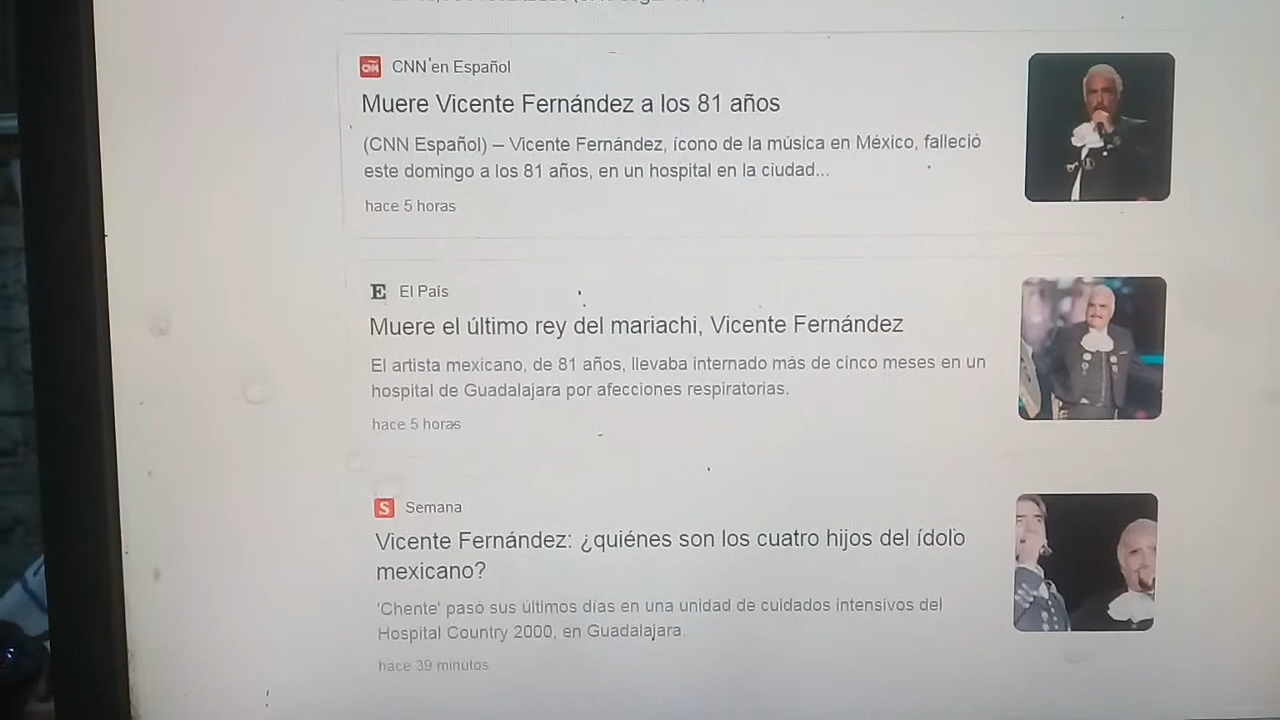 CNN en Español
Muere Vicente Fernández a los 81 años
(CNN Español) – Vicente Fernández, ícono de la música en México, falleció
este domingo a los 81 años, en un hospital en la ciudad...
hace 5 horas
E El País
Muere el último rey del mariachi, Vicente Fernández
El artista mexicano, de 81 años, llevaba internado más de cinco meses en un
hospital de Guadalajara por afecciones respiratorias.
hace 5 horas
S Semana
Vicente Fernández: ¿quiénes son los cuatro hijos del ídolo
mexicano?
'Chente' pasó sus últimos días en una unidad de cuidados intensivos del
Hospital Country 2000, en Guadalajara.
hace 39 minutos